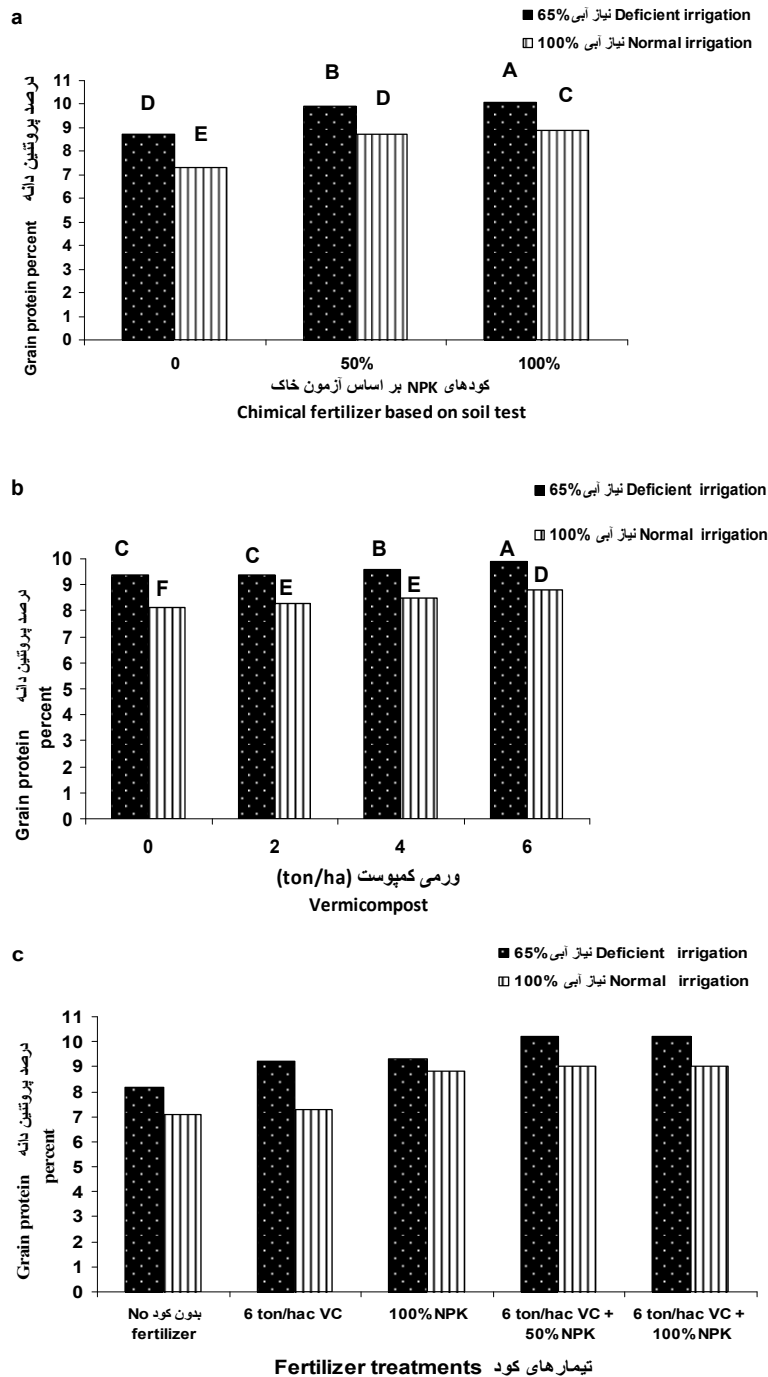 a
65% نیاز آبی Deficient irrigation
100% نیاز آبی Normal irrigation
درصد پروتئین دانه
Grain protein percent
11
10
9
8
7
6
5
4
3
2
1
0
D
E
B
D
A
C
0
50%
100%
کودهای NPK بر اساس آزمون خاک
Chimical fertilizer based on soil test
b
65% نیاز آبی Deficient irrigation
100% نیاز آبی Normal irrigation
درصد پروتئین دانه
Grain protein
percent
10
9
8
7
6
5
4
3
2
1
0
C
F
C
E
B
E
A
D
0
2
4
6
ورمی کمپوست (ton/ha)
Vermicompost
c
65% نیاز آبی Deficient irrigation
100% نیاز آبی Normal irrigation
درصد پروتئین دانه
Grain protein
percent
11
10
9
8
7
6
5
4
3
2
1
0
No بدون کود
fertilizer
6 ton/hac VC
100% NPK
6 ton/hac VC +
50% NPK
6 ton/hac VC +
100% NPK
Fertilizer treatments تیمارهای کود